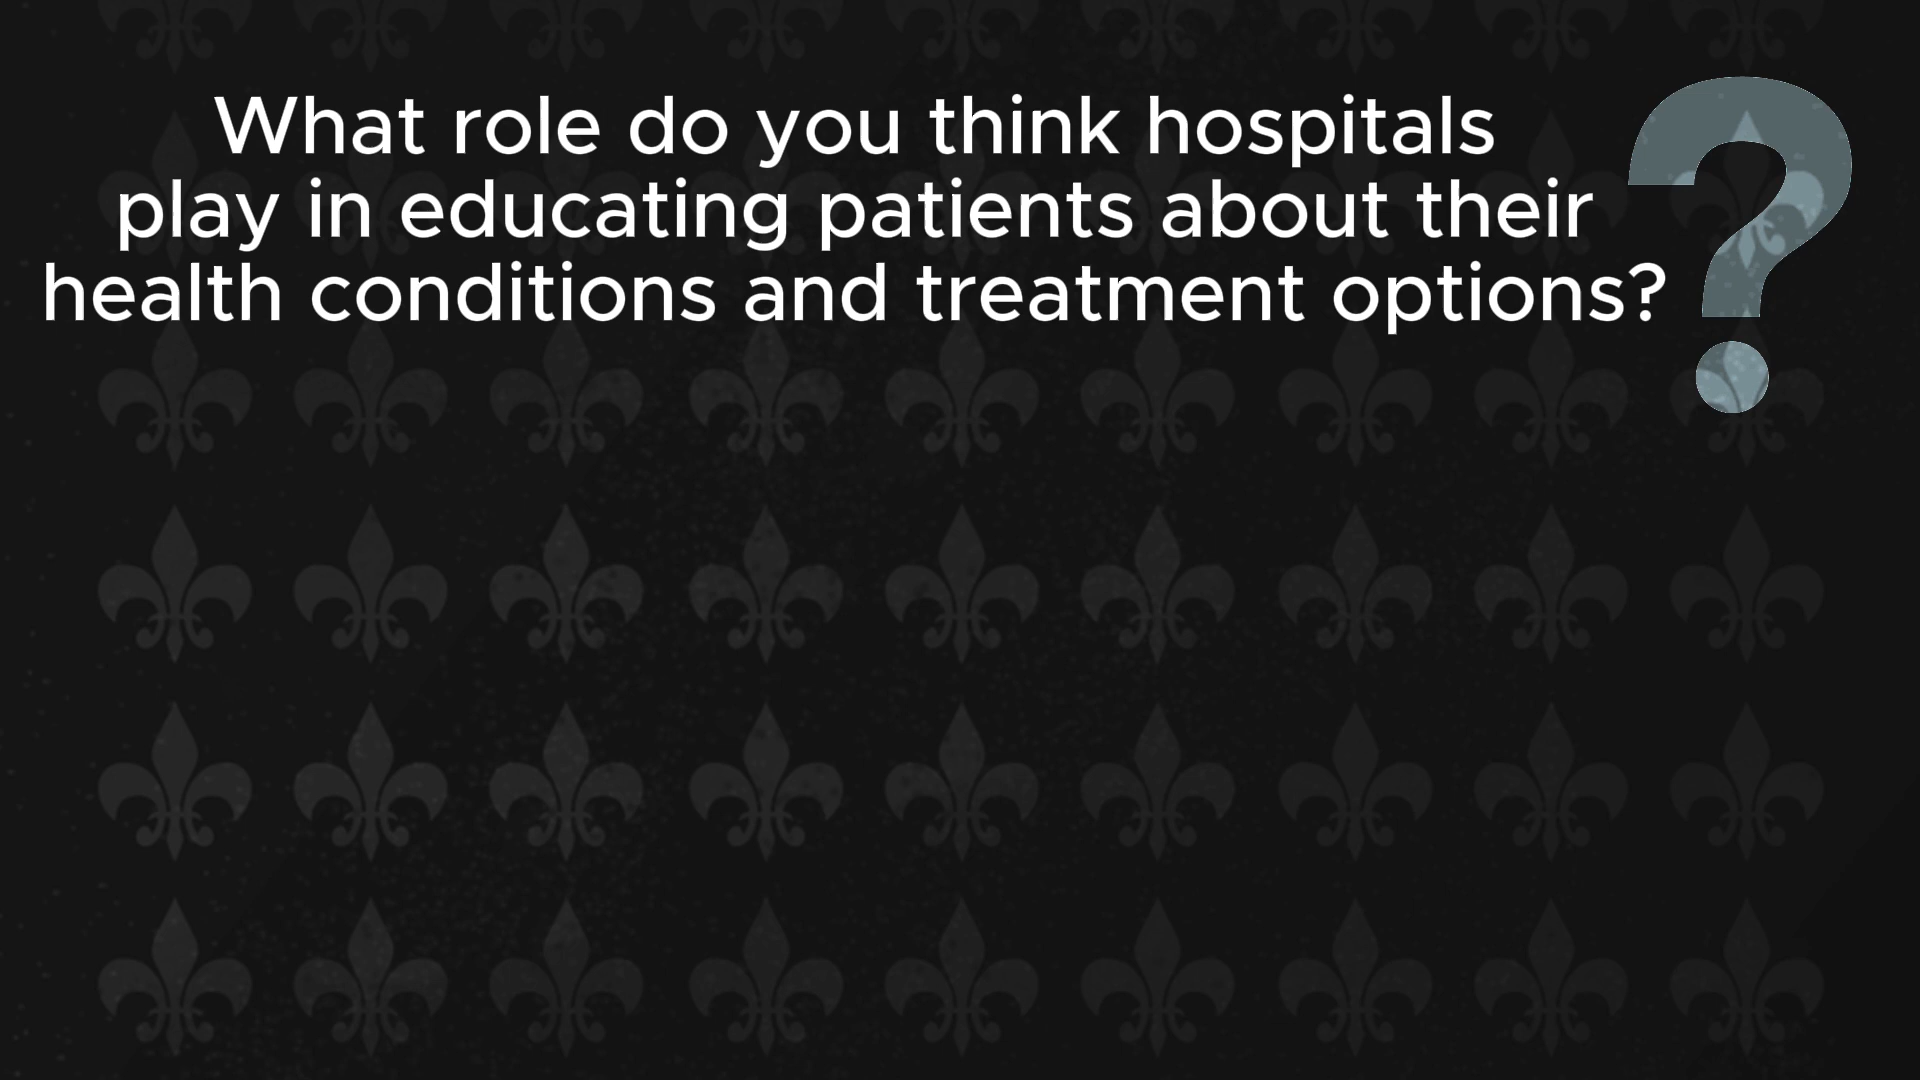 What role do you think hospitals
play in educating patients about their
health conditions and treatment options?
?